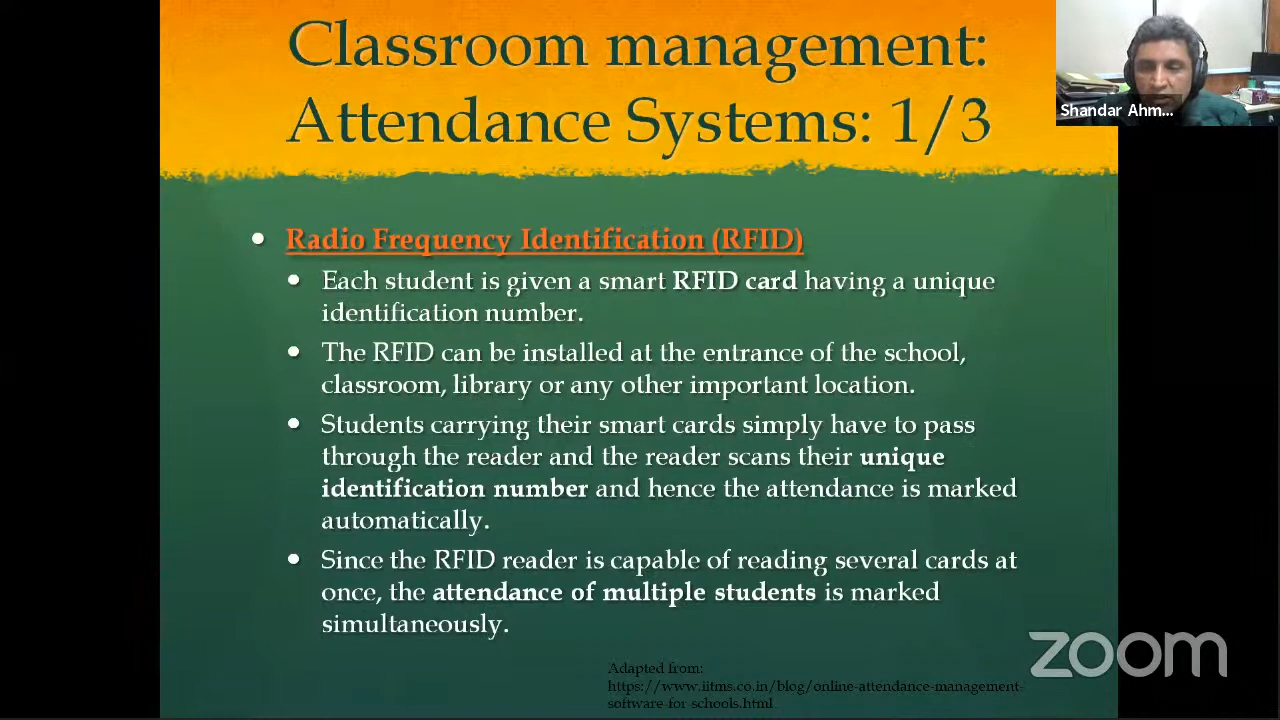 Classroom management:
Attendance Systems: 1/3
Shandar Ahm...
• Radio Frequency Identification (RFID)
• Each student is given a smart RFID card having a unique
identification number.
• The RFID can be installed at the entrance of the school,
classroom, library or any other important location.
• Students carrying their smart cards simply have to pass
through the reader and the reader scans their unique
identification number and hence the attendance is marked
automatically.
• Since the RFID reader is capable of reading several cards at
once, the attendance of multiple students is marked
simultaneously.
Adapted from:
https://www.iitms.co.in/blog/online-attendance-management-
software-for-schools.html
zoom